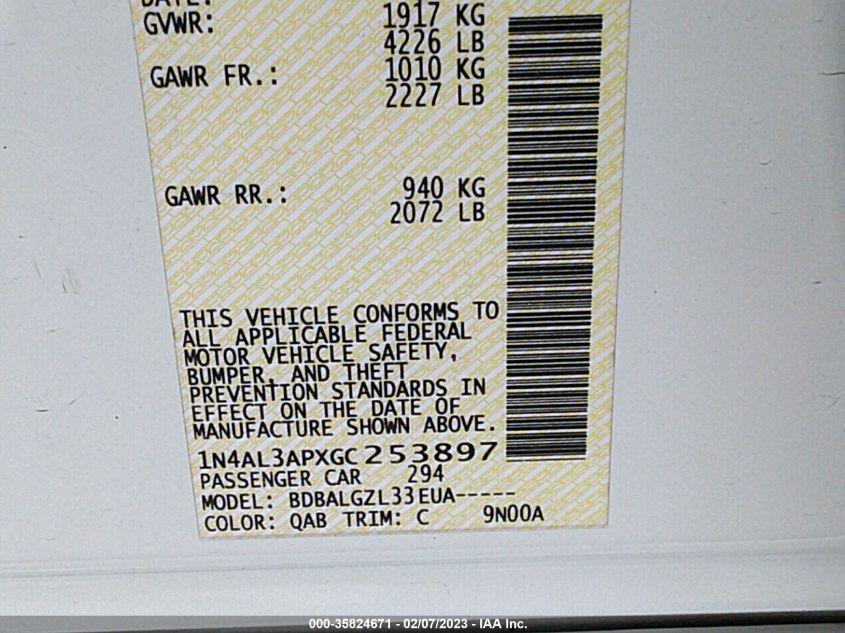 DATE:
GVWR: 1917 KG
4226 LB
GAWR FR.: 1010 KG
2227 LB
GAWR RR.: 940 KG
2072 LB
THIS VEHICLE CONFORMS TO
ALL APPLICABLE FEDERAL
MOTOR VEHICLE SAFETY,
BUMPER, AND THEFT
PREVENTION STANDARDS IN
EFFECT ON THE DATE OF
MANUFACTURE SHOWN ABOVE.
1N4AL3APXGC253897
PASSENGER CAR 294
MODEL: BDBALGZL33EUA-----
COLOR: QAB TRIM: C 9N00A
000-35824671 - 02/07/2023 - IAA Inc.